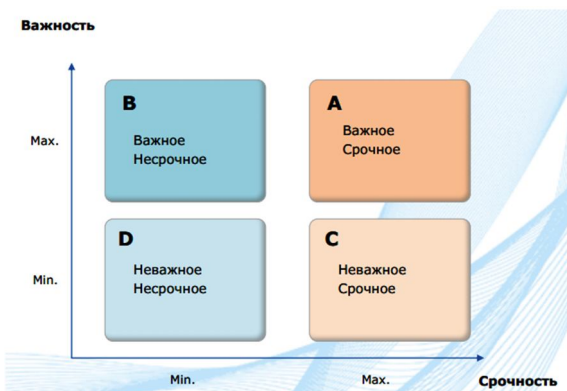 Важность
Max.
B
Важное
Несрочное
A
Важное
Срочное
Min.
D
Неважное
Несрочное
C
Неважное
Срочное
Min.
Max.
Срочность